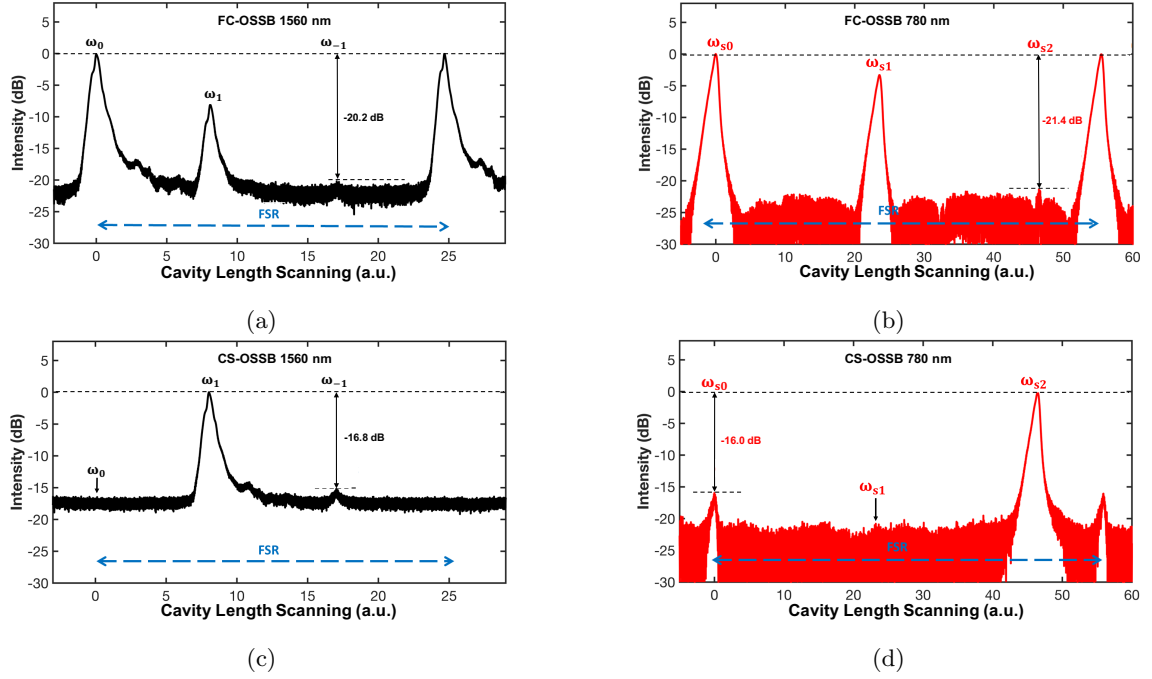 FC-OSSB 1560 nm
ω0
ω−1
ω1
-20.2 dB
FSR
5
0
-5
-10
-15
-20
-25
-30
Intensity (dB)
0 5 10 15 20 25
Cavity Length Scanning (a.u.)
(a)
FC-OSSB 780 nm
ωs0
ωs2
ωs1
-21.4 dB
FSR
5
0
-5
-10
-15
-20
-25
-30
Intensity (dB)
0 10 20 30 40 50 60
Cavity Length Scanning (a.u.)
(b)
CS-OSSB 1560 nm
ω1
ω−1
-16.8 dB
ω0
FSR
5
0
-5
-10
-15
-20
-25
-30
Intensity (dB)
0 5 10 15 20 25
Cavity Length Scanning (a.u.)
(c)
CS-OSSB 780 nm
ωs0
ωs2
-16.0 dB
ωs1
FSR
5
0
-5
-10
-15
-20
-25
-30
Intensity (dB)
0 10 20 30 40 50 60
Cavity Length Scanning (a.u.)
(d)